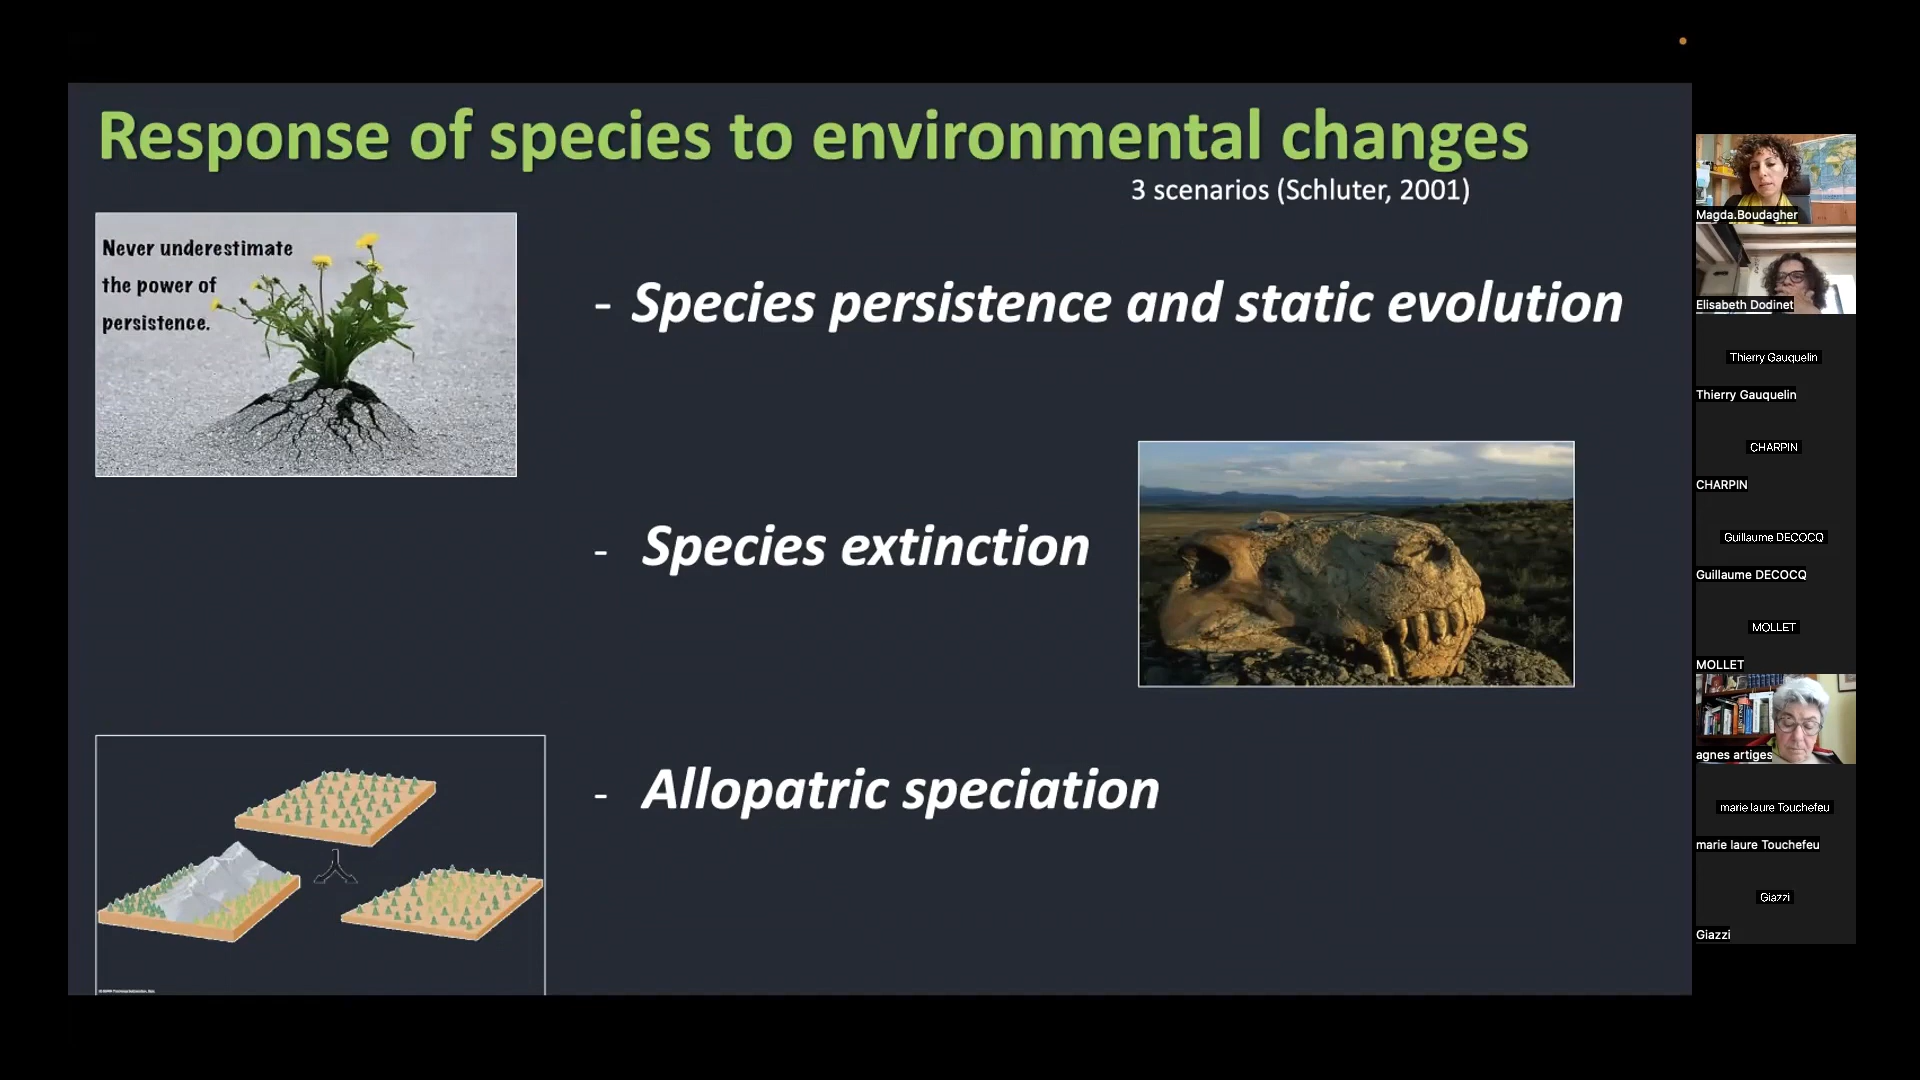 Response of species to environmental changes
3 scenarios (Schluter, 2001)
Never underestimate
the power of
persistence.
- Species persistence and static evolution
- Species extinction
- Allopatric speciation
Magda.Boudagher
Elisabeth Dodinet
Thierry Gauquelin
Thierry Gauquelin
CHARPIN
CHARPIN
Guillaume DECOCQ
Guillaume DECOCQ
MOLLET
MOLLET
agnes artiges
marie laure Touchefeu
marie laure Touchefeu
Giazzi
Giazzi